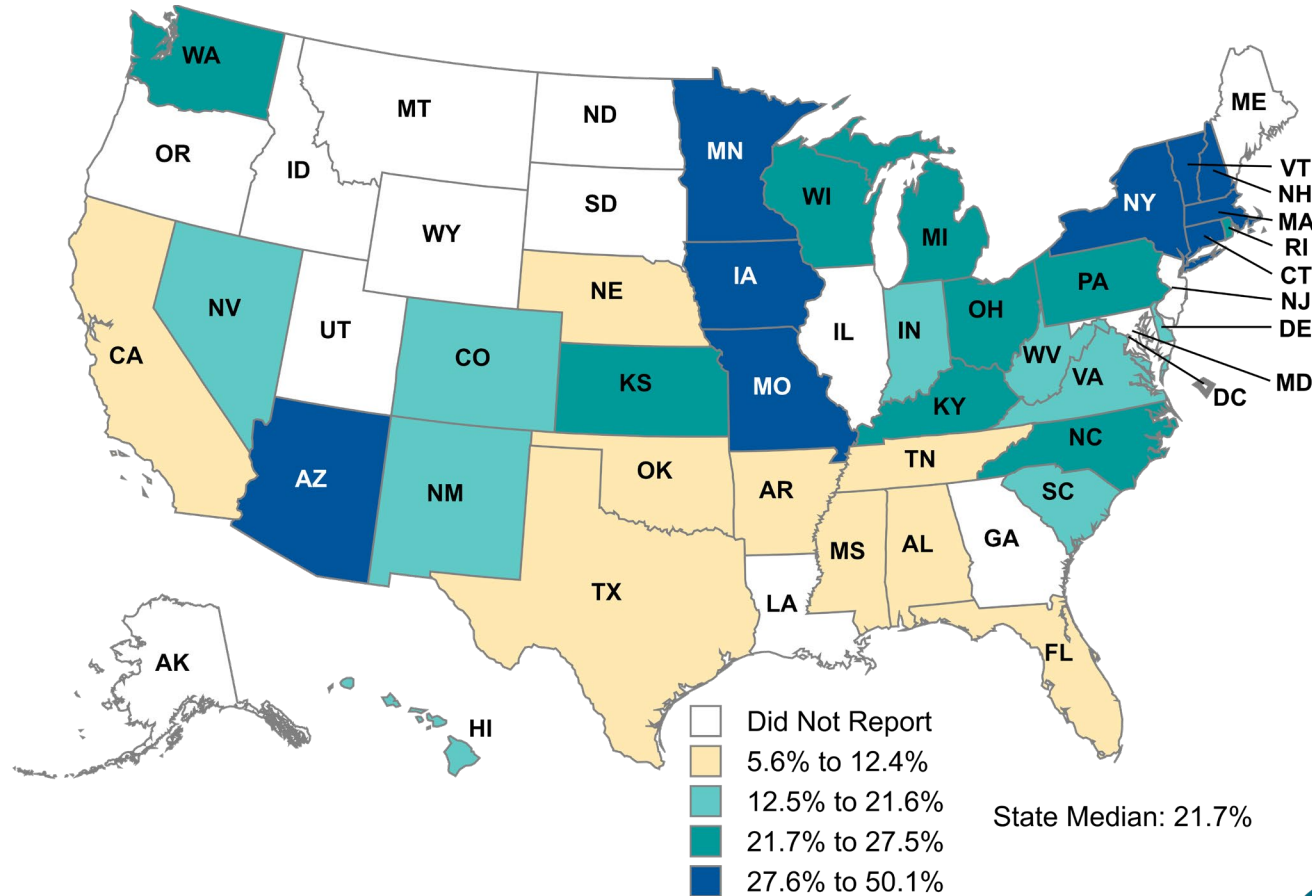 WA
MT
ND
MN
ME
OR
ID
SD
WI
NY
VT
NH
MA
RI
CT
NJ
DE
MD
DC
WY
MI
IA
NE
PA
NV
UT
CO
IL
IN
OH
WV
VA
CA
KS
MO
KY
NC
AZ
NM
OK
AR
TN
SC
MS
AL
GA
TX
LA
FL
AK
HI
Did Not Report
5.6% to 12.4%
12.5% to 21.6%
21.7% to 27.5%
27.6% to 50.1%
State Median: 21.7%